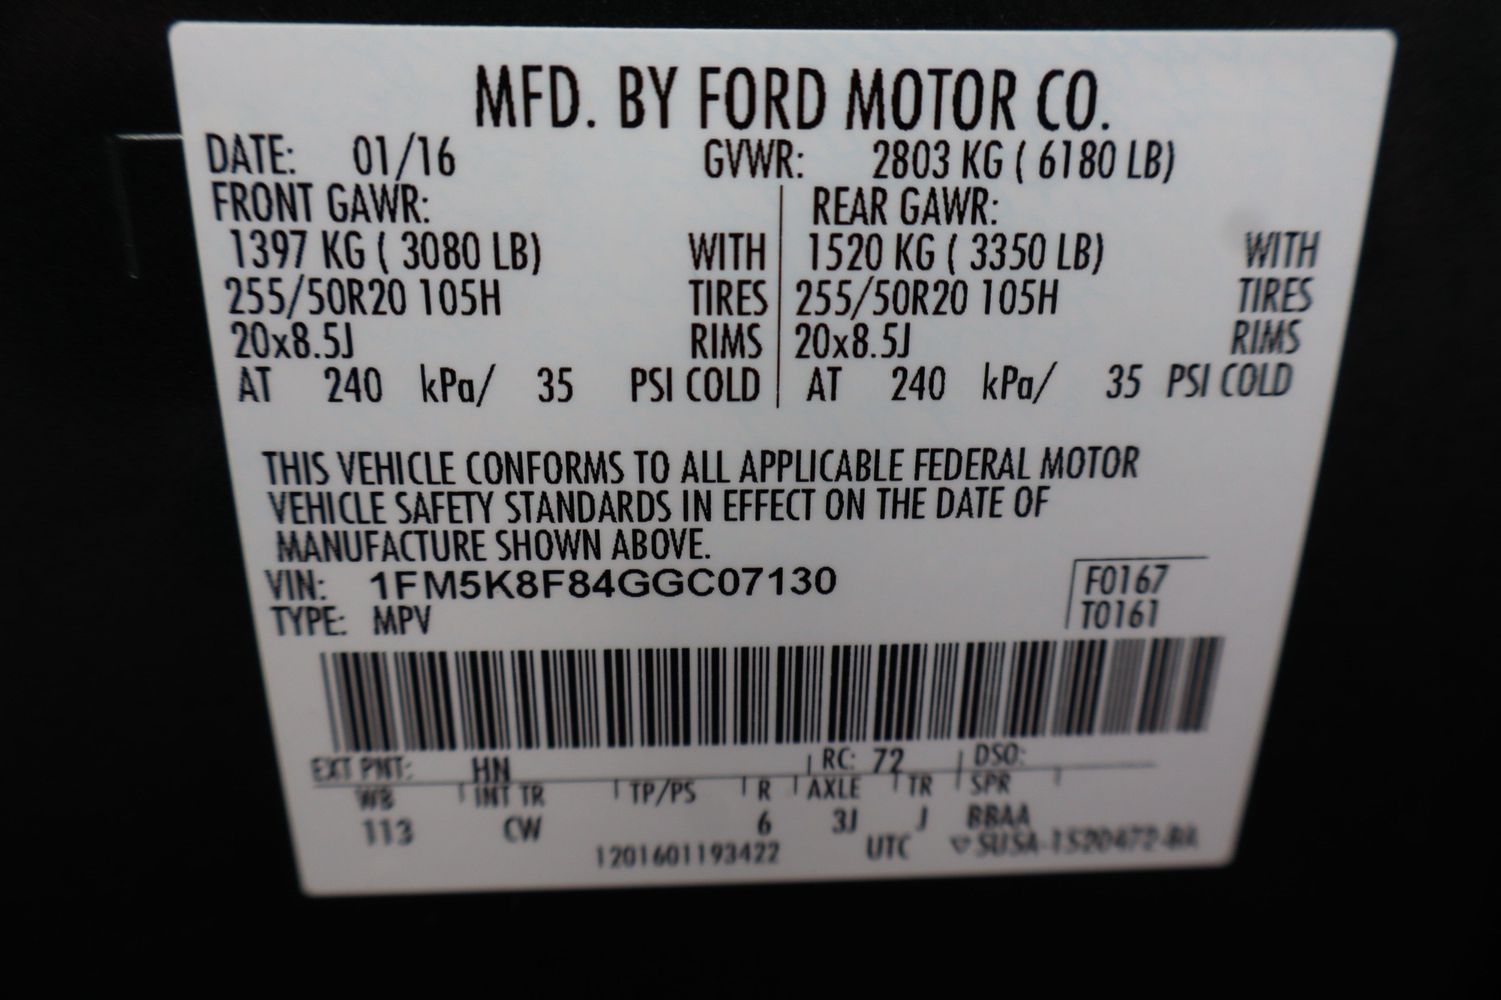 MFD. BY FORD MOTOR CO.
DATE: 01/16 GVWR: 2803 KG ( 6180 LB)
FRONT GAWR: REAR GAWR:
1397 KG ( 3080 LB) WITH 1520 KG ( 3350 LB) WITH
255/50R20 105H TIRES 255/50R20 105H TIRES
20x8.5J RIMS 20x8.5J RIMS
AT 240 kPa/ 35 PSI COLD AT 240 kPa/ 35 PSI COLD
THIS VEHICLE CONFORMS TO ALL APPLICABLE FEDERAL MOTOR
VEHICLE SAFETY STANDARDS IN EFFECT ON THE DATE OF
MANUFACTURE SHOWN ABOVE.
VIN: 1FM5K8F84GGC07130 F0167
TYPE: MPV T0161
EXT PNT: HN RC: 72 DSO:
WB INT TR TP/PS R AXLE TR SPR
113 CW 6 3J J BBAA
1201601193422 UTC ▽SUSA-1520472-BA